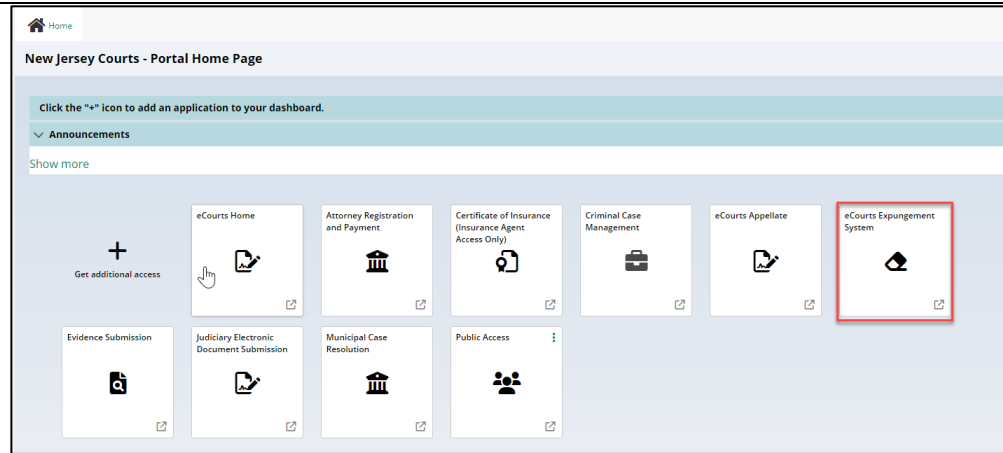 Home
New Jersey Courts - Portal Home Page
Click the "+" icon to add an application to your dashboard.
Announcements
Show more
Get additional access
eCourts Home
Attorney Registration
and Payment
Certificate of Insurance
(Insurance Agent
Access Only)
Criminal Case
Management
eCourts Appellate
eCourts Expungement
System
Evidence Submission
Judiciary Electronic
Document Submission
Municipal Case
Resolution
Public Access